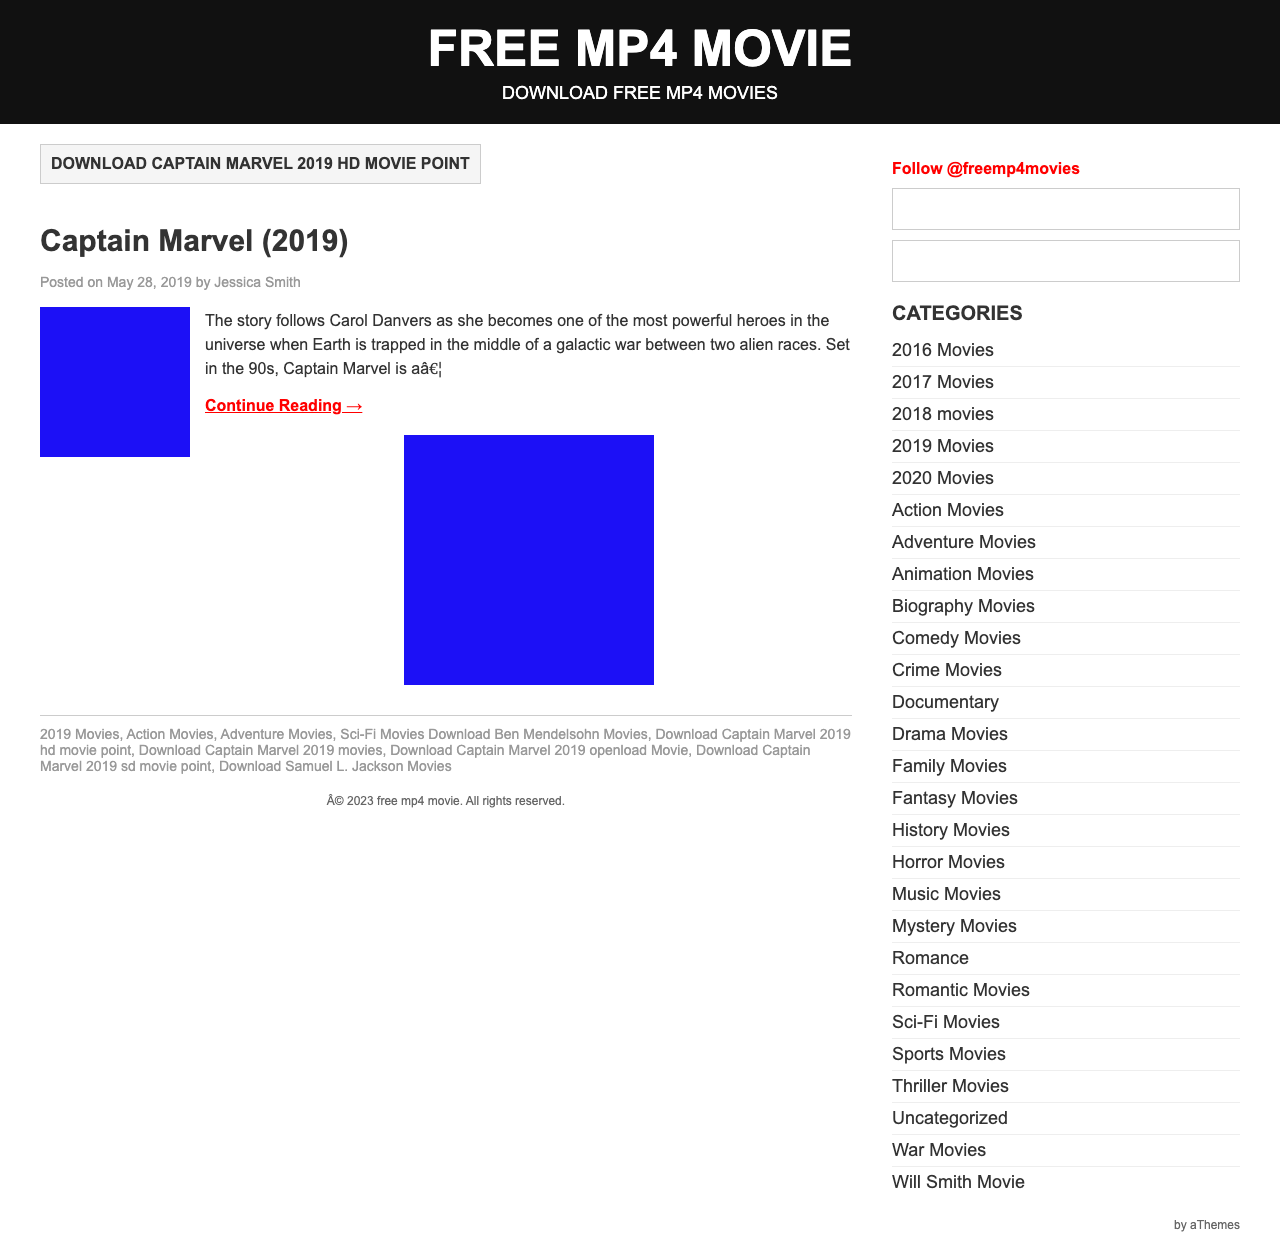 FREE MP4 MOVIE
DOWNLOAD FREE MP4 MOVIES
DOWNLOAD CAPTAIN MARVEL 2019 HD MOVIE POINT
Captain Marvel (2019)
Posted on May 28, 2019 by Jessica Smith
The story follows Carol Danvers as she becomes one of the most powerful heroes in the
universe when Earth is trapped in the middle of a galactic war between two alien races. Set
in the 90s, Captain Marvel is aâ€¦
Continue Reading →
2019 Movies, Action Movies, Adventure Movies, Sci-Fi Movies Download Ben Mendelsohn Movies, Download Captain Marvel 2019
hd movie point, Download Captain Marvel 2019 movies, Download Captain Marvel 2019 openload Movie, Download Captain
Marvel 2019 sd movie point, Download Samuel L. Jackson Movies
Â© 2023 free mp4 movie. All rights reserved.
Follow @freemp4movies
CATEGORIES
2016 Movies
2017 Movies
2018 movies
2019 Movies
2020 Movies
Action Movies
Adventure Movies
Animation Movies
Biography Movies
Comedy Movies
Crime Movies
Documentary
Drama Movies
Family Movies
Fantasy Movies
History Movies
Horror Movies
Music Movies
Mystery Movies
Romance
Romantic Movies
Sci-Fi Movies
Sports Movies
Thriller Movies
Uncategorized
War Movies
Will Smith Movie
by aThemes